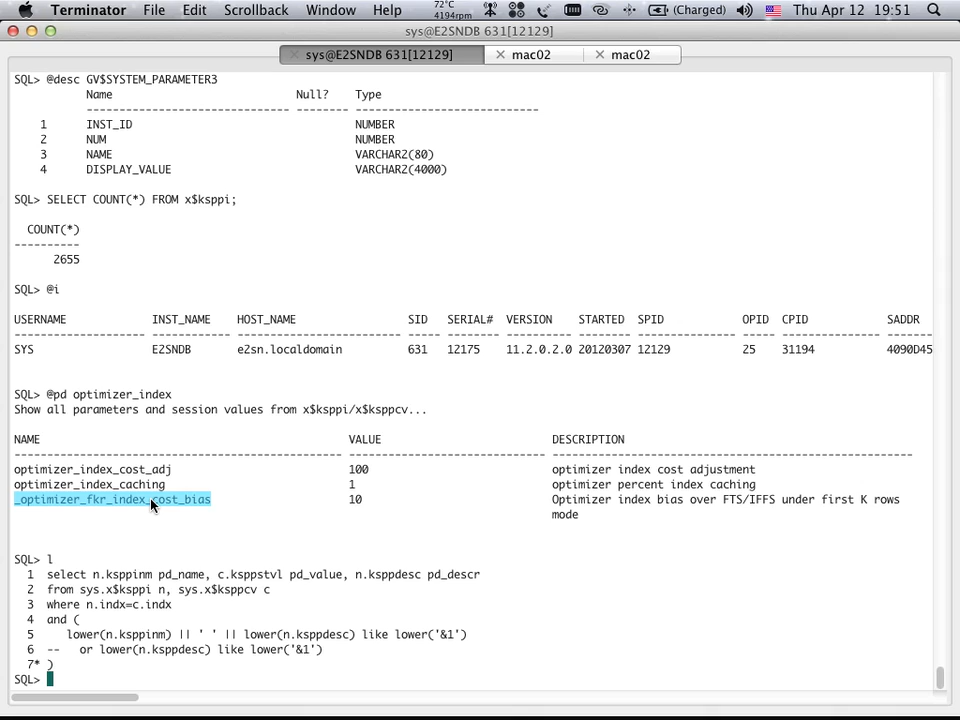 Terminator File Edit Scrollback Window Help 72°C 4194rpm (Charged) Thu Apr 12 19:51
sys@E2SNDB 631[12129]
sys@E2SNDB 631[12129] mac02 mac02
SQL> @desc GV$SYSTEM_PARAMETER3
Name Null? Type
------------------------------- -------- ----------------------------
1 INST_ID NUMBER
2 NUM NUMBER
3 NAME VARCHAR2(80)
4 DISPLAY_VALUE VARCHAR2(4000)
SQL> SELECT COUNT(*) FROM x$ksppi;
COUNT(*)
----------
2655
SQL> @i
USERNAME INST_NAME HOST_NAME SID SERIAL# VERSION STARTED SPID OPID CPID SADDR
-------------------- ------------ ------------------------- ----- -------- ---------- -------- --------------- ----- --------------- -------
SYS E2SNDB e2sn.localdomain 631 12175 11.2.0.2.0 20120307 12129 25 31194 4090D45
SQL> @pd optimizer_index
Show all parameters and session values from x$ksppi/x$ksppcv...
NAME VALUE DESCRIPTION
-------------------------------------------------- ------------------------------ -------------------------------------------------------
optimizer_index_cost_adj 100 optimizer index cost adjustment
optimizer_index_caching 1 optimizer percent index caching
_optimizer_fkr_index_cost_bias 10 Optimizer index bias over FTS/IFFS under first K rows
mode
SQL> l
1 select n.ksppinm pd_name, c.ksppstvl pd_value, n.ksppdesc pd_descr
2 from sys.x$ksppi n, sys.x$ksppcv c
3 where n.indx=c.indx
4 and (
5 lower(n.ksppinm) || ' ' || lower(n.ksppdesc) like lower('&1')
6 -- or lower(n.ksppdesc) like lower('&1')
7* )
SQL>